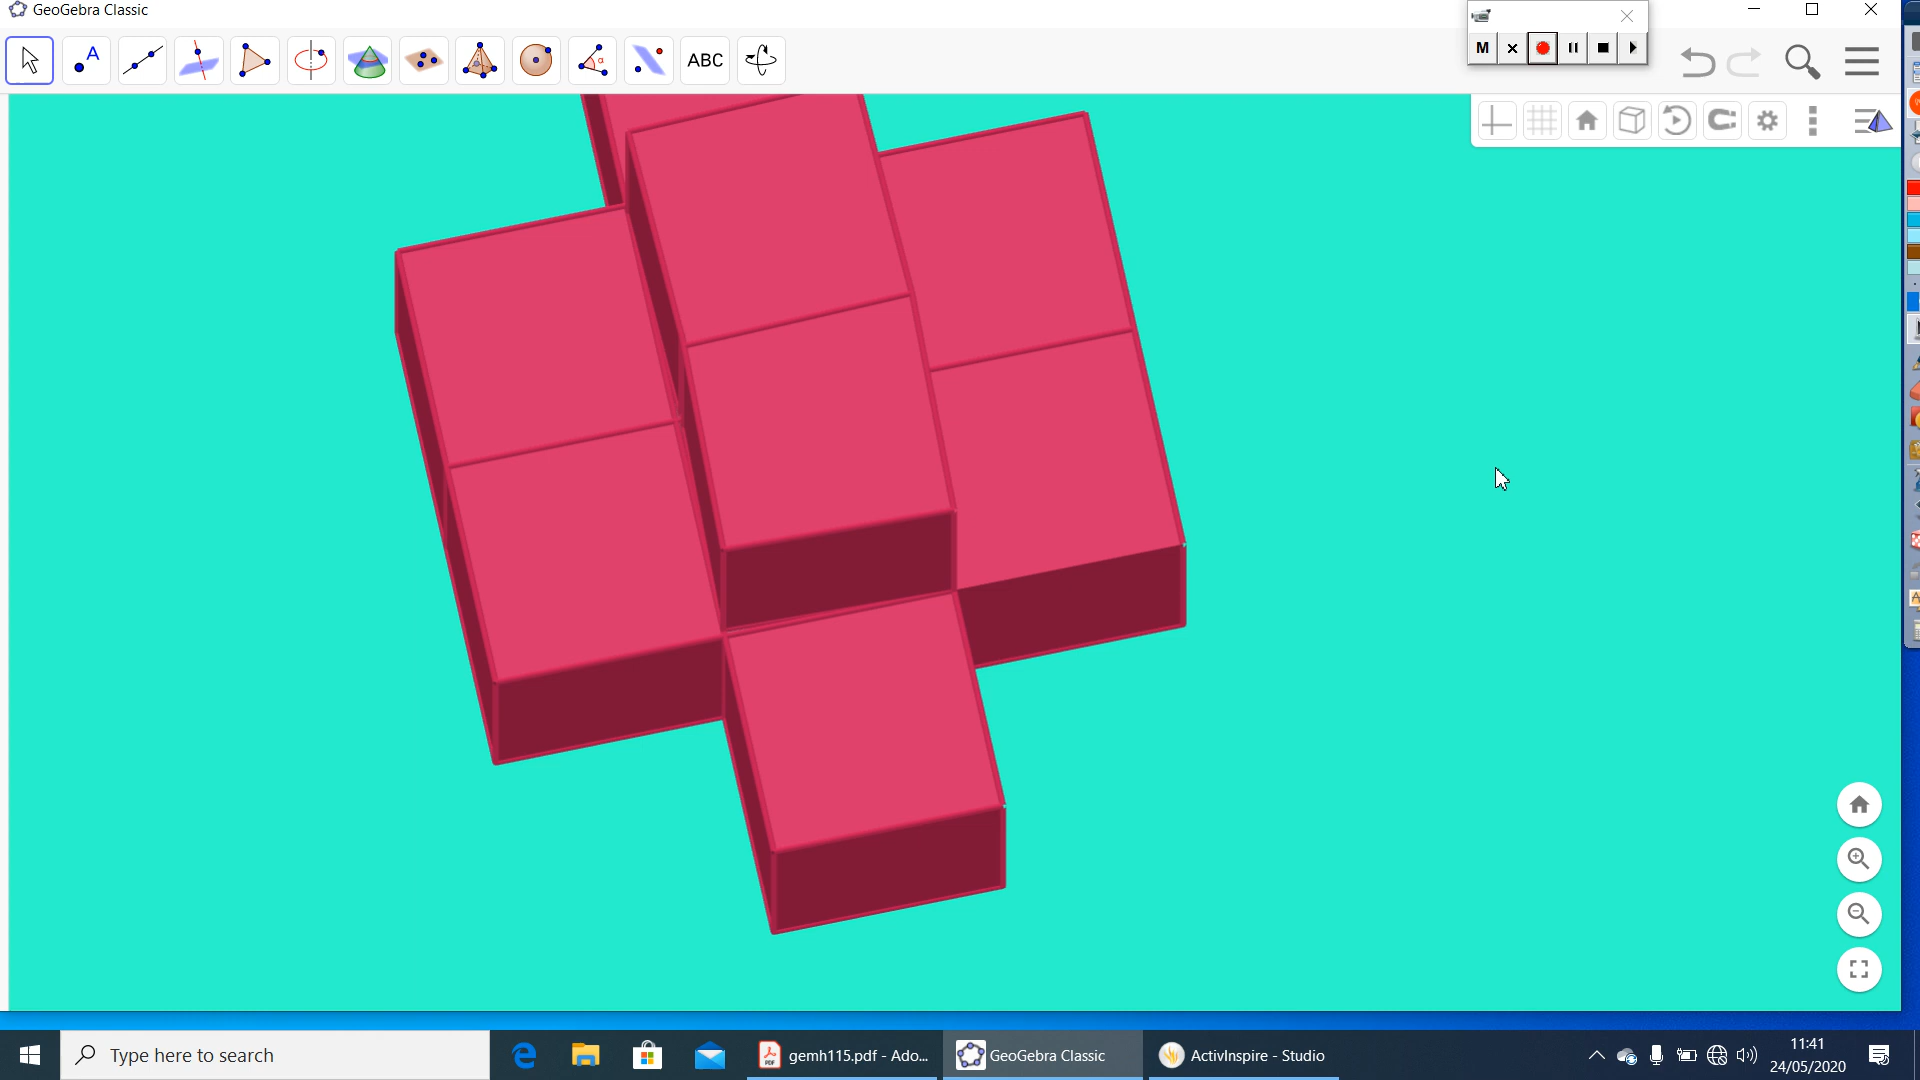 GeoGebra Classic
M
A
α
ABC
Type here to search
gemh115.pdf - Ado...
GeoGebra Classic
ActivInspire - Studio
11:41
24/05/2020